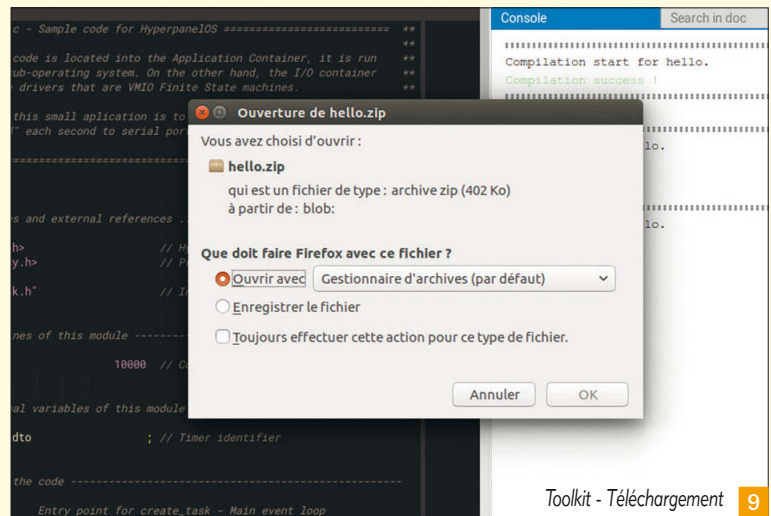 c - Sample code for HyperpanelOS ========================== **
**
code is located into the Application Container, it is run **
ub-operating system. On the other hand, the I/O container **
drivers that are VMIO Finite State machines. **
this small aplication is to
each second to serial por
s and external references
h> //
y.h> //
k.h" //
nes of this module
10000 //
al variables of this module
dto ; // Timer identifier
the code
Entry point for create_task - Main event loop
Console Search in doc
Compilation start for hello.
Compilation success !
lo.
lo.
Ouverture de hello.zip
Vous avez choisi d'ouvrir :
hello.zip
qui est un fichier de type : archive zip (402 Ko)
à partir de : blob:
Que doit faire Firefox avec ce fichier ?
Ouvrir avec Gestionnaire d'archives (par défaut)
Enregistrer le fichier
Toujours effectuer cette action pour ce type de fichier.
Annuler OK
Toolkit - Téléchargement 9